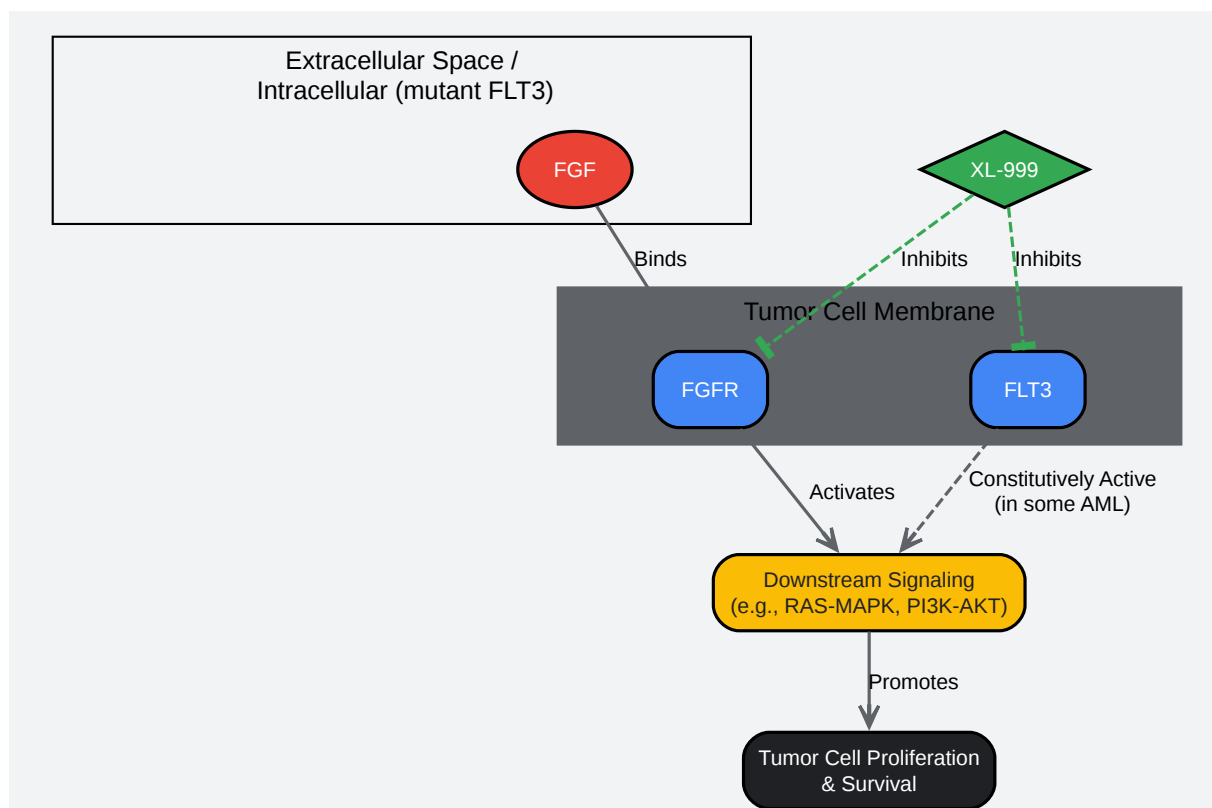 Extracellular Space /
Intracellular (mutant FLT3)
FGF
XL-999
Binds
Inhibits
Inhibits
Tumor Cell Membrane
FGFR
FLT3
Activates
Constitutively Active
(in some AML)
Downstream Signaling
(e.g., RAS-MAPK, PI3K-AKT)
Promotes
Tumor Cell Proliferation
& Survival